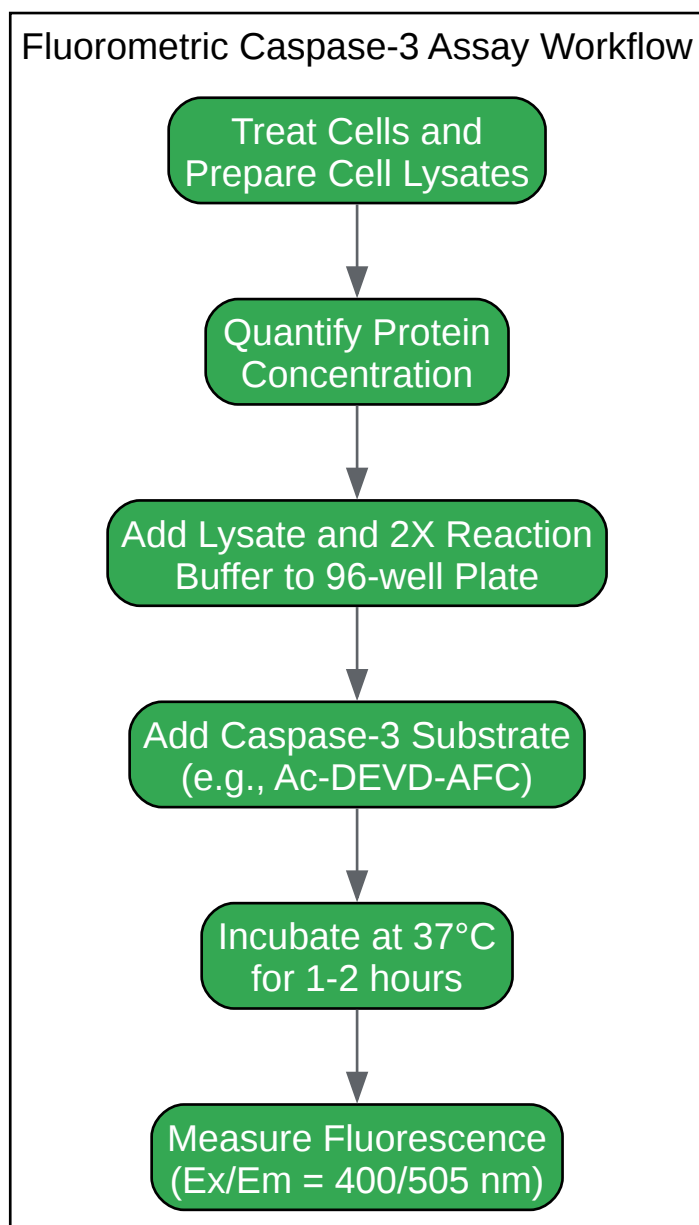 Fluorometric Caspase-3 Assay Workflow
Treat Cells and
Prepare Cell Lysates
Quantify Protein
Concentration
Add Lysate and 2X Reaction
Buffer to 96-well Plate
Add Caspase-3 Substrate
(e.g., Ac-DEVD-AFC)
Incubate at 37°C
for 1-2 hours
Measure Fluorescence
(Ex/Em = 400/505 nm)